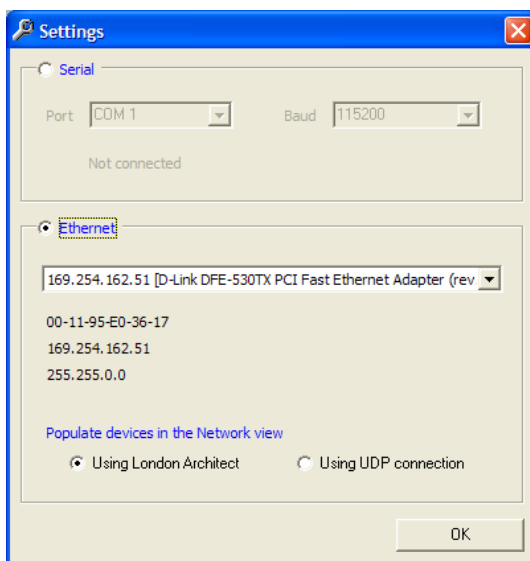 Settings
Serial
Port COM 1 Baud 115200
Not connected
Ethernet
169.254.162.51 [D-Link DFE-530TX PCI Fast Ethernet Adapter (rev
00-11-95-E0-36-17
169.254.162.51
255.255.0.0
Populate devices in the Network view
Using London Architect Using UDP connection
OK